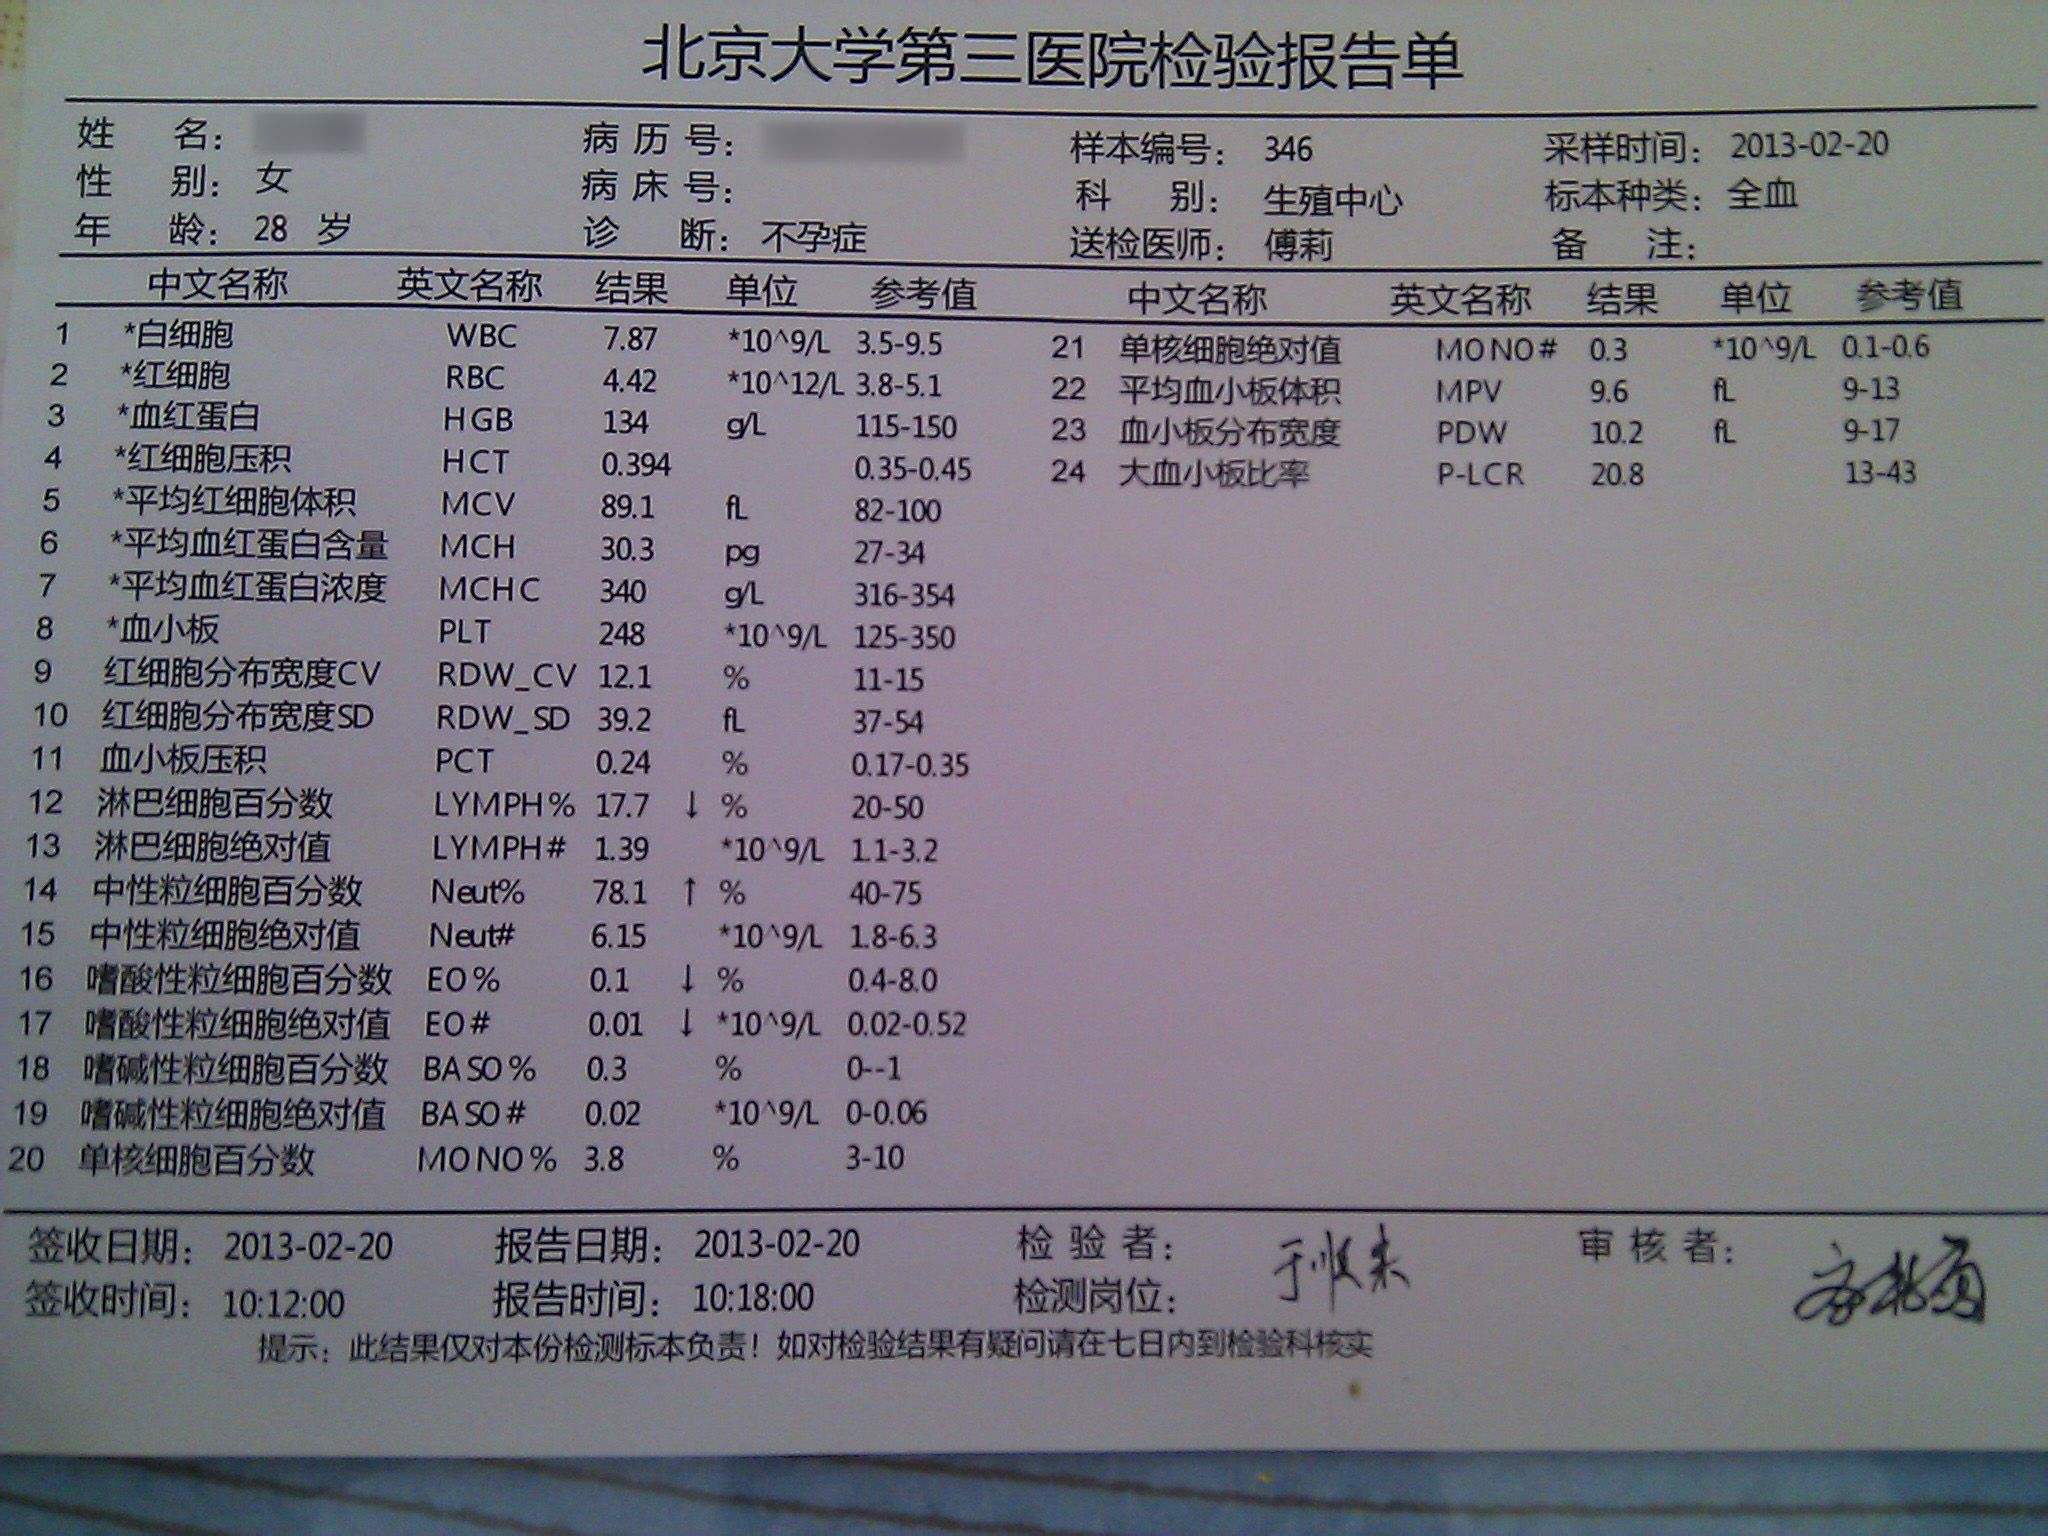 北京大学第三医院检验报告单
姓 名： 病 历 号： 样本编号： 346 采样时间： 2013-02-20
性 别： 女 病 床 号： 科 别： 生殖中心 标本种类： 全血
年 龄： 28 岁 诊 断： 不孕症 送检医师： 傅莉 备 注：
中文名称 英文名称 结果 单位 参考值 中文名称 英文名称 结果 单位 参考值
1 *白细胞 WBC 7.87 *10^9/L 3.5-9.5 21 单核细胞绝对值 MONO# 0.3 *10^9/L 0.1-0.6
2 *红细胞 RBC 4.42 *10^12/L 3.8-5.1 22 平均血小板体积 MPV 9.6 fL 9-13
3 *血红蛋白 HGB 134 g/L 115-150 23 血小板分布宽度 PDW 10.2 fL 9-17
4 *红细胞压积 HCT 0.394 0.35-0.45 24 大血小板比率 P-LCR 20.8 13-43
5 *平均红细胞体积 MCV 89.1 fL 82-100
6 *平均血红蛋白含量 MCH 30.3 pg 27-34
7 *平均血红蛋白浓度 MCHC 340 g/L 316-354
8 *血小板 PLT 248 *10^9/L 125-350
9 红细胞分布宽度CV RDW_CV 12.1 % 11-15
10 红细胞分布宽度SD RDW_SD 39.2 fL 37-54
11 血小板压积 PCT 0.24 % 0.17-0.35
12 淋巴细胞百分数 LYMPH% 17.7 ↓ % 20-50
13 淋巴细胞绝对值 LYMPH# 1.39 *10^9/L 1.1-3.2
14 中性粒细胞百分数 Neut% 78.1 ↑ % 40-75
15 中性粒细胞绝对值 Neut# 6.15 *10^9/L 1.8-6.3
16 嗜酸性粒细胞百分数 EO% 0.1 ↓ % 0.4-8.0
17 嗜酸性粒细胞绝对值 EO# 0.01 ↓ *10^9/L 0.02-0.52
18 嗜碱性粒细胞百分数 BASO% 0.3 % 0--1
19 嗜碱性粒细胞绝对值 BASO# 0.02 *10^9/L 0-0.06
20 单核细胞百分数 MONO% 3.8 % 3-10
签收日期： 2013-02-20 报告日期： 2013-02-20 检 验 者： 审 核 者：
签收时间： 10:12:00 报告时间： 10:18:00 检测岗位：
提示：此结果仅对本份检测标本负责！如对检验结果有疑问请在七日内到检验科核实